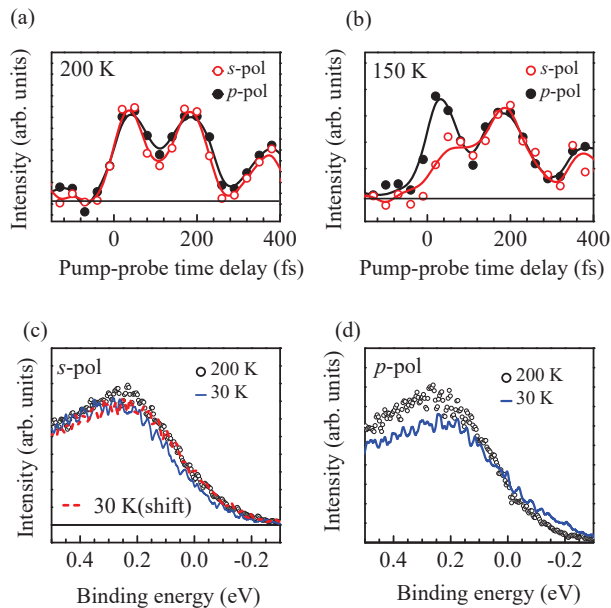 (a)
200 K
s-pol
p-pol
Intensity (arb. units)
0
200
400
Pump-probe time delay (fs)
(b)
150 K
s-pol
p-pol
Intensity (arb. units)
0
200
400
Pump-probe time delay (fs)
(c)
s-pol
200 K
30 K
30 K(shift)
Intensity (arb. units)
0.4
0.2
0.0
-0.2
Binding energy (eV)
(d)
p-pol
200 K
30 K
Intensity (arb. units)
0.4
0.2
0.0
-0.2
Binding energy (eV)